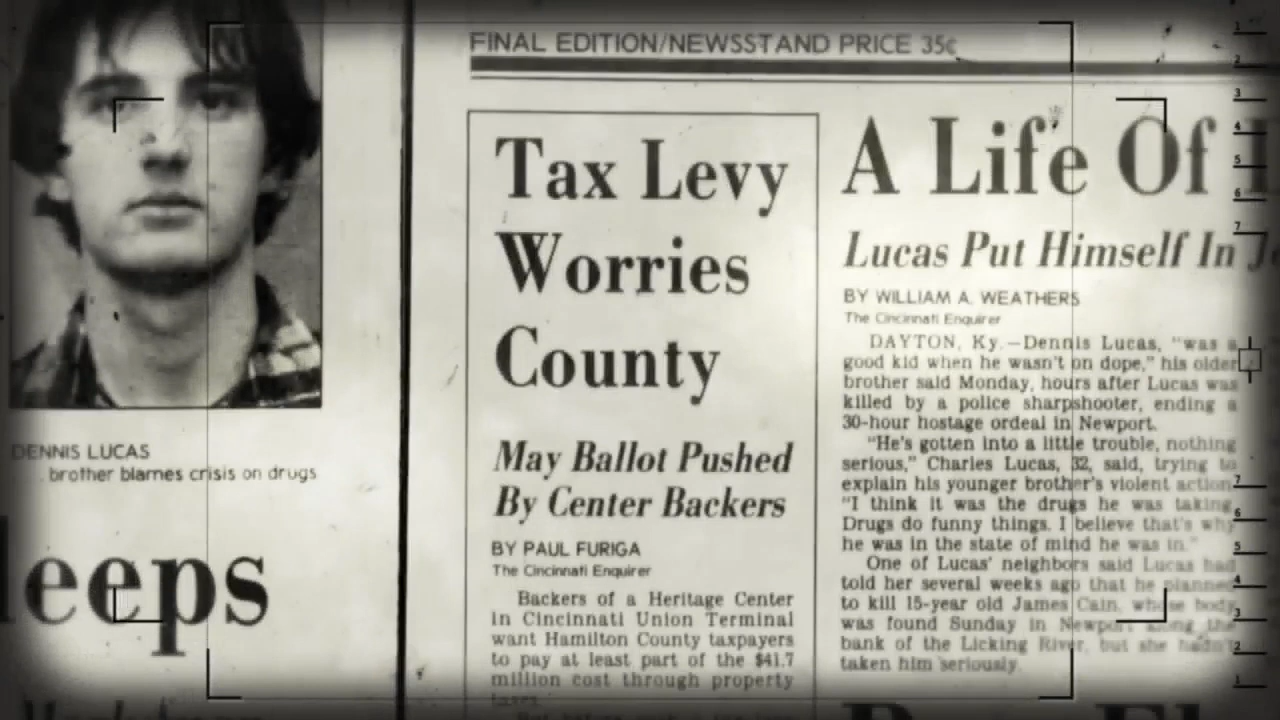 FINAL EDITION/NEWSSTAND PRICE 35¢
DENNIS LUCAS
brother blames crisis on drugs
leeps
Tax Levy
Worries
County
May Ballot Pushed
By Center Backers
BY PAUL FURIGA
The Cincinnati Enquirer
Backers of a Heritage Center
in Cincinnati Union Terminal
want Hamilton County taxpayers
to pay at least part of the $41.7
million cost through property
taxes.
A Life Of
Lucas Put Himself In
BY WILLIAM A. WEATHERS
The Cincinnati Enquirer
DAYTON, Ky.—Dennis Lucas, "was a
good kid when he wasn't on dope," his older
brother said Monday, hours after Lucas was
killed by a police sharpshooter, ending a
30-hour hostage ordeal in Newport.
"He's gotten into a little trouble, nothing
serious," Charles Lucas, 32, said, trying to
explain his younger brother's violent action.
"I think it was the drugs he was taking.
Drugs do funny things. I believe that's why
he was in the state of mind he was in."
One of Lucas' neighbors said Lucas had
told her several weeks ago that he planned
to kill 15-year old James Cain, whose body
was found Sunday in Newport along the
bank of the Licking River, but she hadn't
taken him seriously.